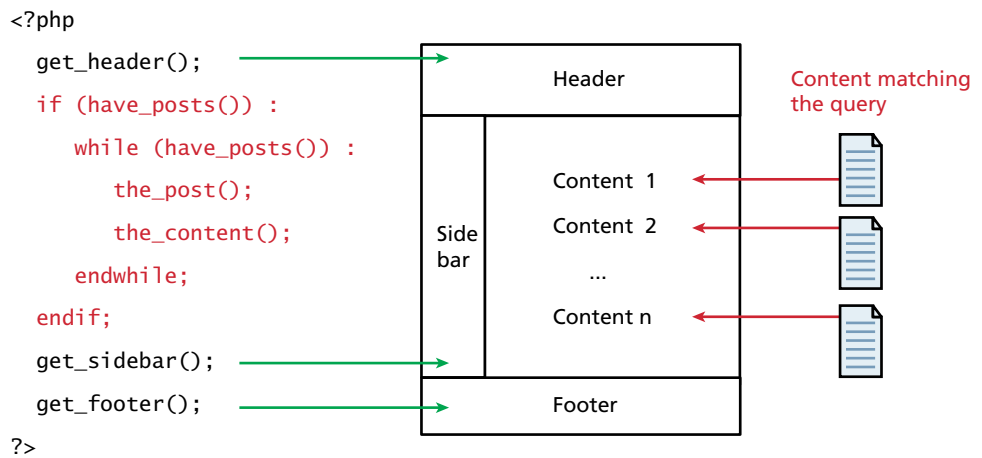 <?php
get_header();
if (have_posts()) :
while (have_posts()) :
the_post();
the_content();
endwhile;
endif;
get_sidebar();
get_footer();
?>
Header
Side
bar
Content 1
Content 2
...
Content n
Footer
Content matching
the query